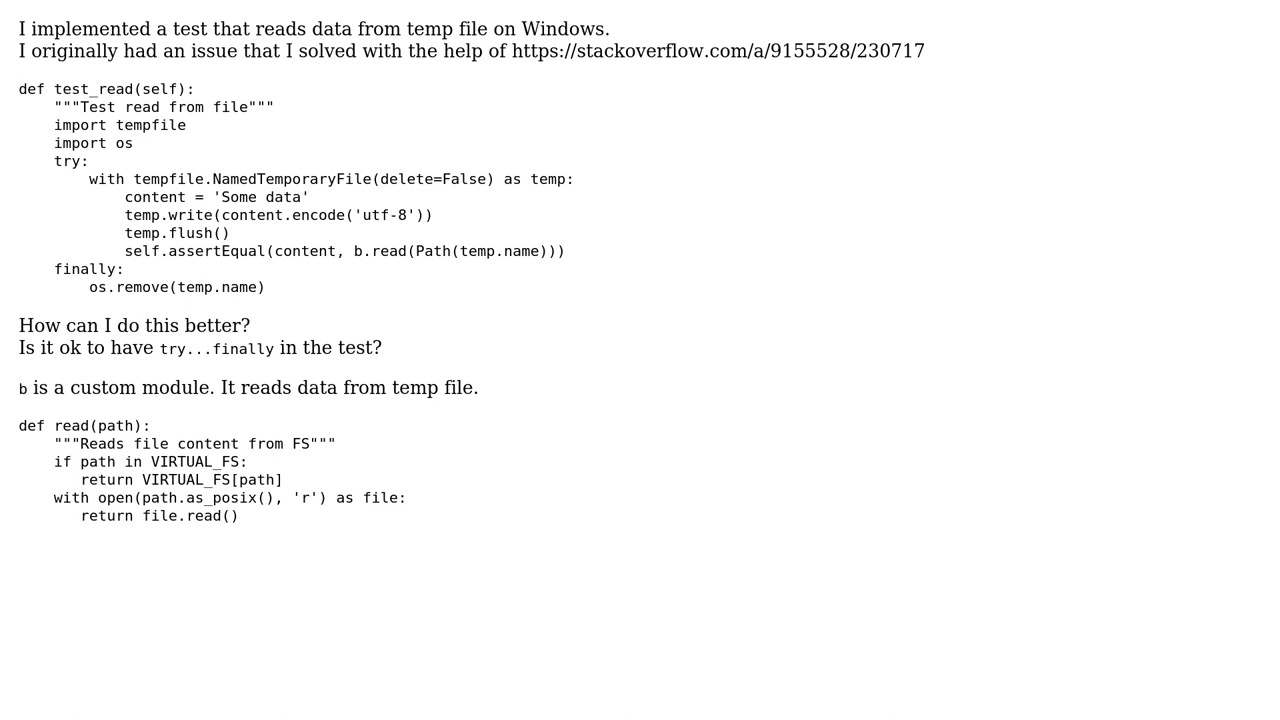 I implemented a test that reads data from temp file on Windows.
I originally had an issue that I solved with the help of https://stackoverflow.com/a/9155528/230717
def test_read(self):
    """Test read from file"""
    import tempfile
    import os
    try:
        with tempfile.NamedTemporaryFile(delete=False) as temp:
            content = 'Some data'
            temp.write(content.encode('utf-8'))
            temp.flush()
            self.assertEqual(content, b.read(Path(temp.name)))
    finally:
        os.remove(temp.name)
How can I do this better?
Is it ok to have try...finally in the test?
b is a custom module. It reads data from temp file.
def read(path):
    """Reads file content from FS"""
    if path in VIRTUAL_FS:
       return VIRTUAL_FS[path]
    with open(path.as_posix(), 'r') as file:
       return file.read()